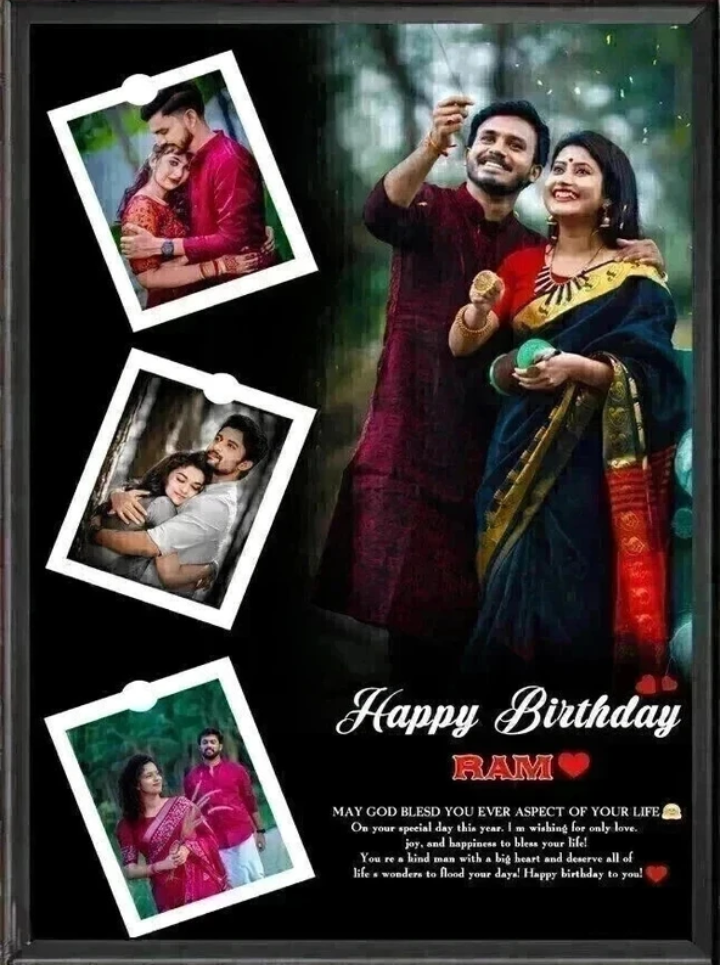 Happy Birthday
RAM
MAY GOD BLESD YOU EVER ASPECT OF YOUR LIFE
On your special day this year. I m wishing for only love.
joy, and happiness to bless your life!
You re a kind man with a big heart and deserve all of
life s wonders to flood your days! Happy birthday to you!